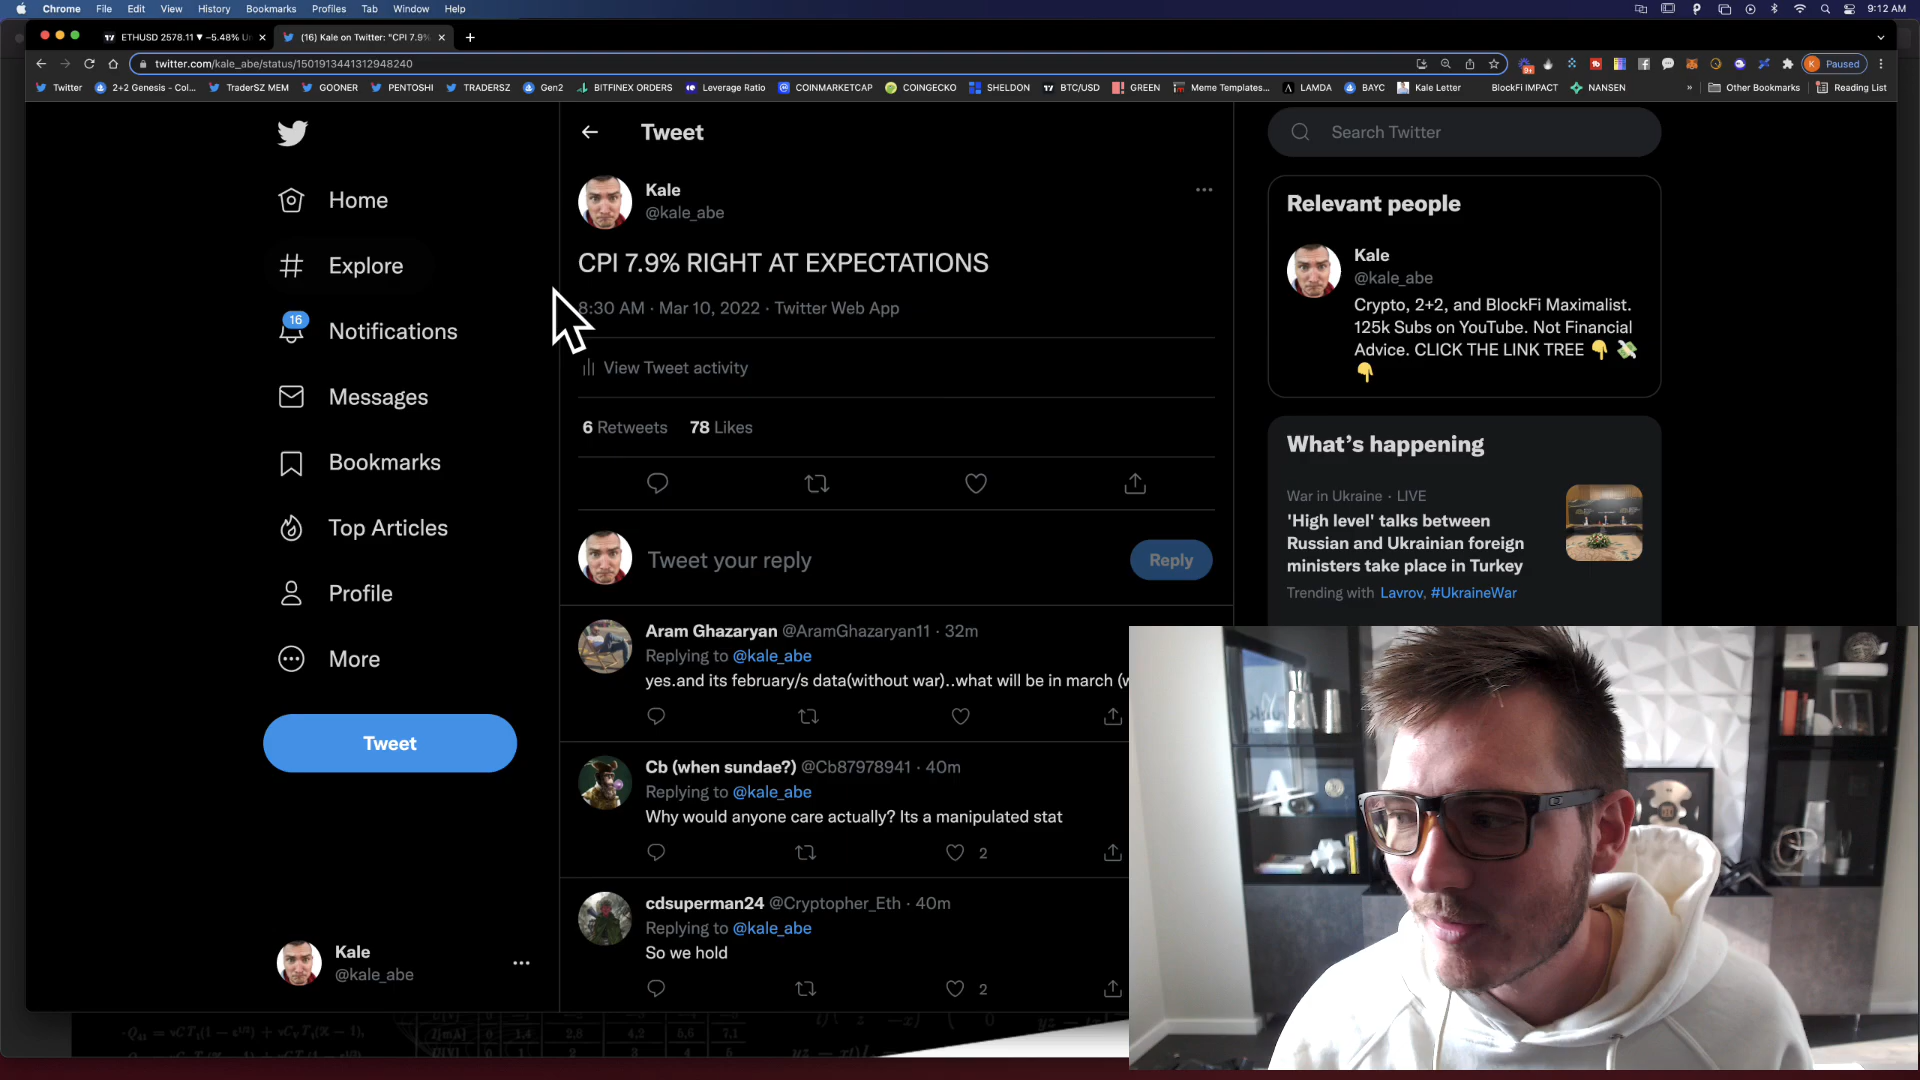 Chrome File Edit View History Bookmarks Profiles Tab Window Help
9:12 AM
ETHUSD 2578.11 ▼ −5.48%
(16) Kale on Twitter: "CPI 7.9%
twitter.com/kale_abe/status/1501913441312948240
Paused
Twitter 2+2 Genesis - Col... TraderSZ MEM GOONER PENTOSHI TRADERSZ Gen2 BITFINEX ORDERS Leverage Ratio COINMARKETCAP COINGECKO SHELDON BTC/USD GREEN Meme Templates... LAMDA BAYC Kale Letter BlockFi IMPACT NANSEN » Other Bookmarks Reading List
Home
Explore
16
Notifications
Messages
Bookmarks
Top Articles
Profile
More
Tweet
Kale
@kale_abe
Tweet
Kale
@kale_abe
CPI 7.9% RIGHT AT EXPECTATIONS
8:30 AM · Mar 10, 2022 · Twitter Web App
View Tweet activity
6 Retweets 78 Likes
Tweet your reply
Reply
Aram Ghazaryan @AramGhazaryan11 · 32m
Replying to @kale_abe
yes.and its february/s data(without war)..what will be in march
Cb (when sundae?) @Cb87978941 · 40m
Replying to @kale_abe
Why would anyone care actually? Its a manipulated stat
2
cdsuperman24 @Cryptopher_Eth · 40m
Replying to @kale_abe
So we hold
2
Search Twitter
Relevant people
Kale
@kale_abe
Crypto, 2+2, and BlockFi Maximalist.
125k Subs on YouTube. Not Financial
Advice. CLICK THE LINK TREE 👇 💸
👇
What's happening
War in Ukraine · LIVE
'High level' talks between
Russian and Ukrainian foreign
ministers take place in Turkey
Trending with Lavrov, #UkraineWar